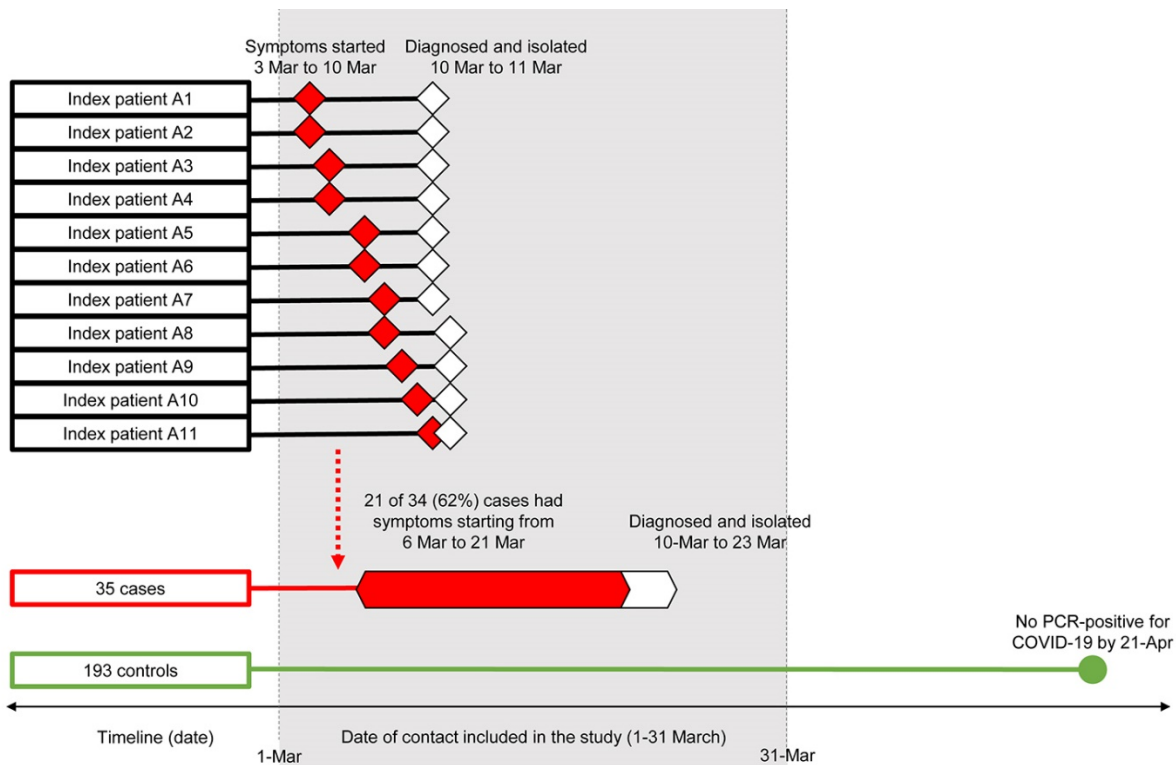 Symptoms started
3 Mar to 10 Mar
Diagnosed and isolated
10 Mar to 11 Mar
Index patient A1
Index patient A2
Index patient A3
Index patient A4
Index patient A5
Index patient A6
Index patient A7
Index patient A8
Index patient A9
Index patient A10
Index patient A11
21 of 34 (62%) cases had
symptoms starting from
6 Mar to 21 Mar
Diagnosed and isolated
10-Mar to 23 Mar
35 cases
No PCR-positive for
COVID-19 by 21-Apr
193 controls
Timeline (date)
Date of contact included in the study (1-31 March)
1-Mar
31-Mar